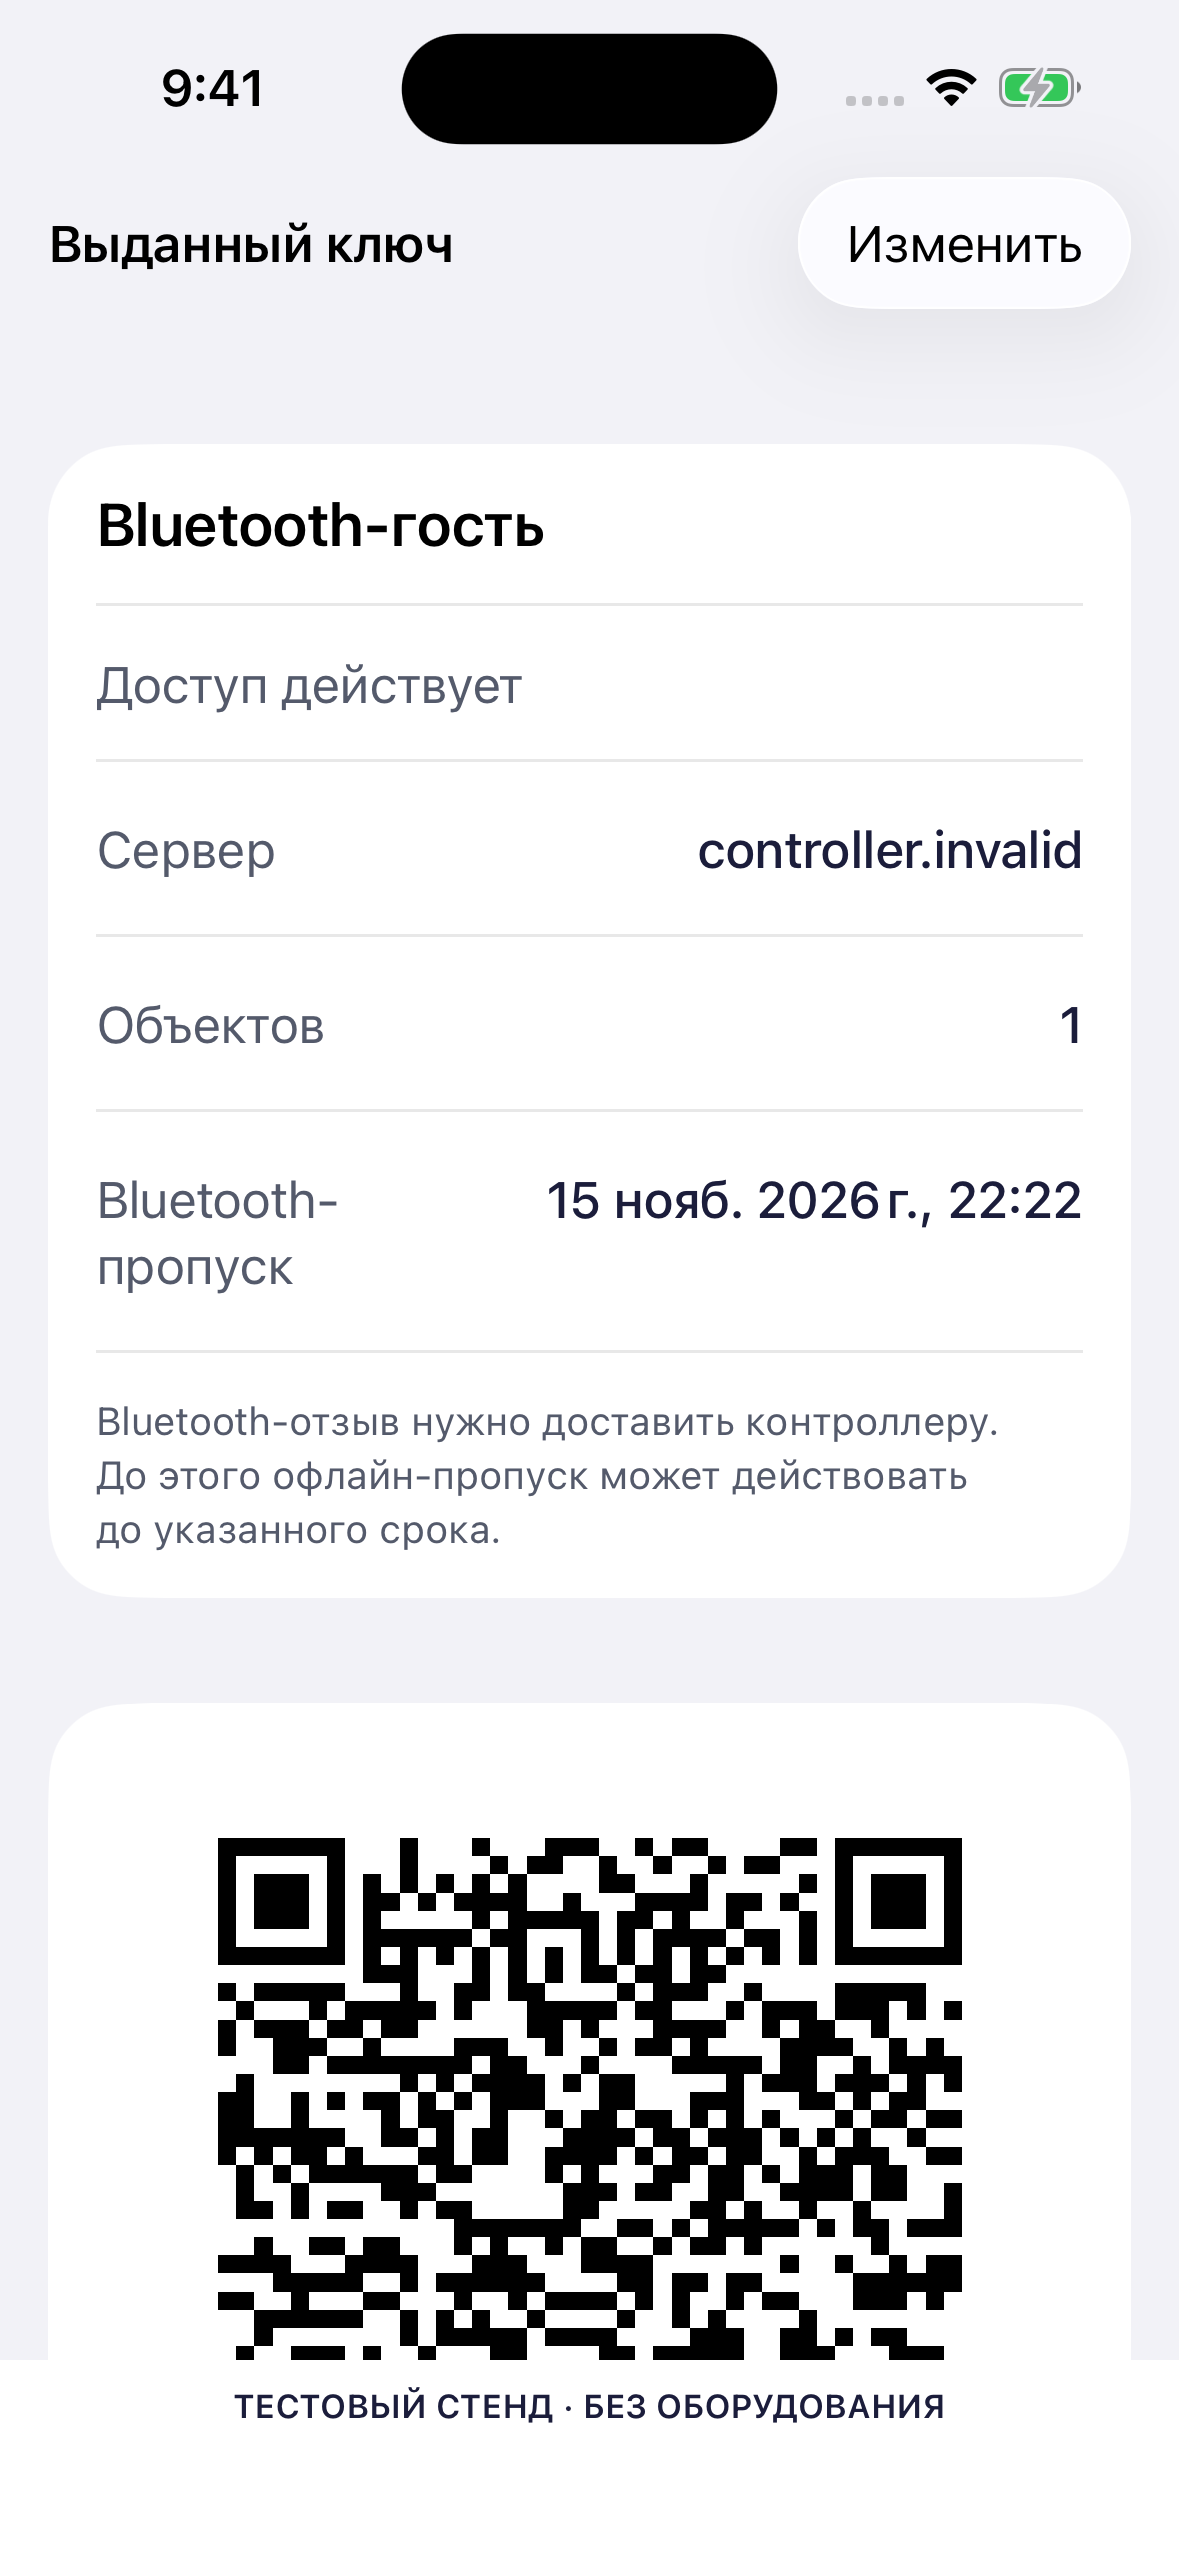 9:41
Выданный ключ
Изменить
Bluetooth-гость
Доступ действует
Сервер controller.invalid
Объектов 1
Bluetooth- 15 нояб. 2026 г., 22:22
пропуск
Bluetooth-отзыв нужно доставить контроллеру.
До этого офлайн-пропуск может действовать
до указанного срока.
ТЕСТОВЫЙ СТЕНД · БЕЗ ОБОРУДОВАНИЯ